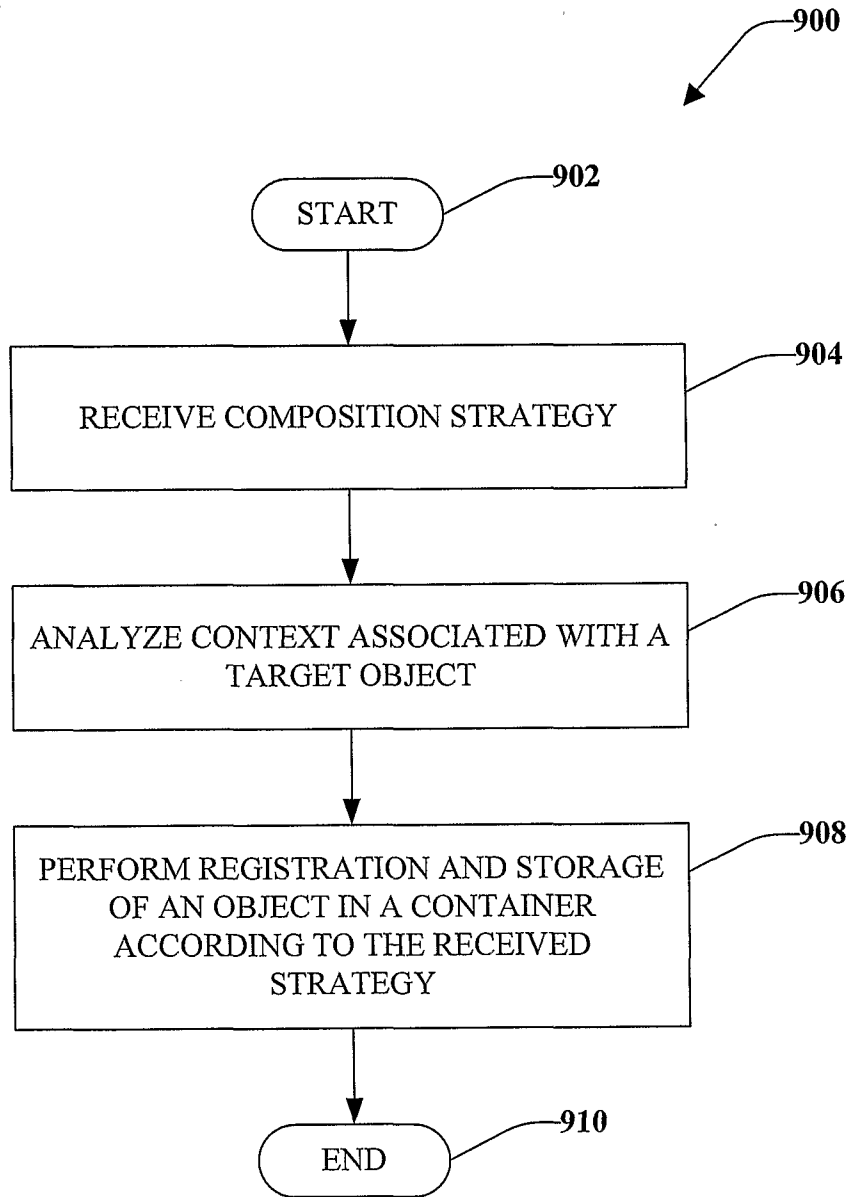 900
902
START
904
RECEIVE COMPOSITION STRATEGY
906
ANALYZE CONTEXT ASSOCIATED WITH A
TARGET OBJECT
908
PERFORM REGISTRATION AND STORAGE
OF AN OBJECT IN A CONTAINER
ACCORDING TO THE RECEIVED
STRATEGY
910
END